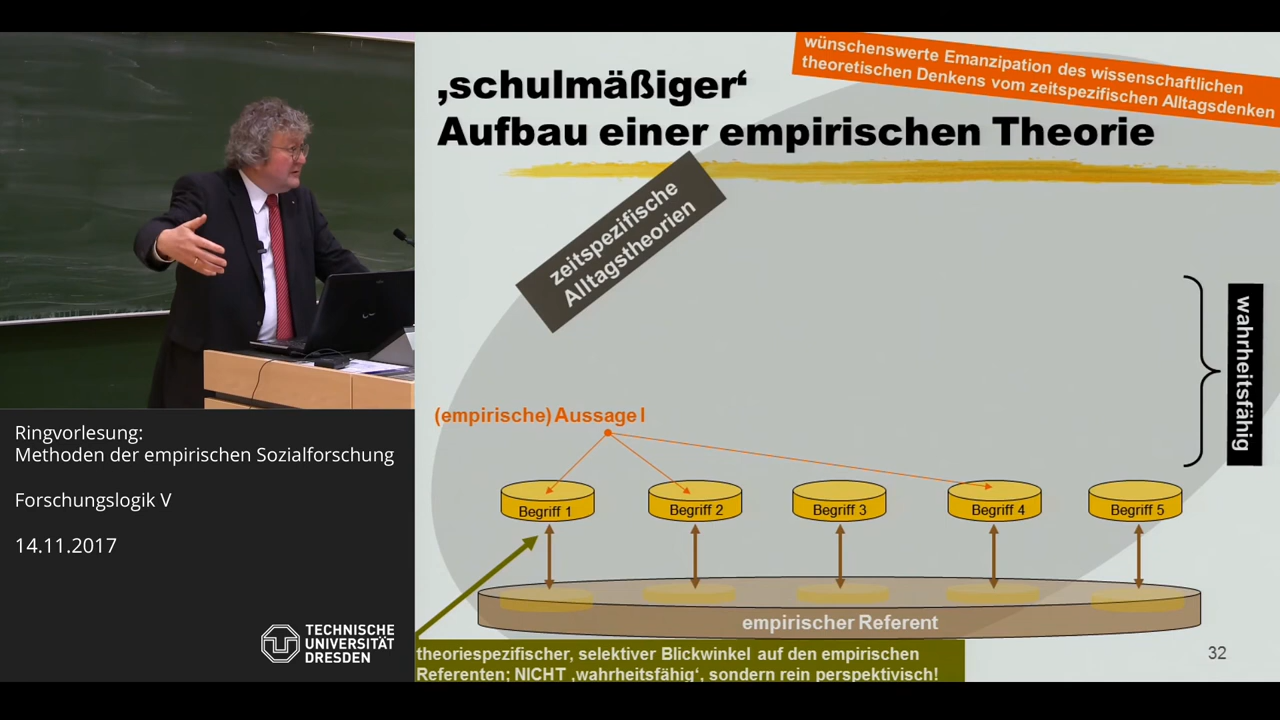 ‚schulmäßiger‘
Aufbau einer empirischen Theorie
wünschenswerte Emanzipation des wissenschaftlichen
theoretischen Denkens vom zeitspezifischen Alltagsdenken
zeitspezifische
Alltagstheorien
wahrheitsfähig
(empirische) Aussage I
Begriff 1
Begriff 2
Begriff 3
Begriff 4
Begriff 5
empirischer Referent
theoriespezifischer, selektiver Blickwinkel auf den empirischen
Referenten; NICHT ‚wahrheitsfähig‘, sondern rein perspektivisch!
32
Ringvorlesung:
Methoden der empirischen Sozialforschung
Forschungslogik V
14.11.2017
TECHNISCHE
UNIVERSITÄT
DRESDEN